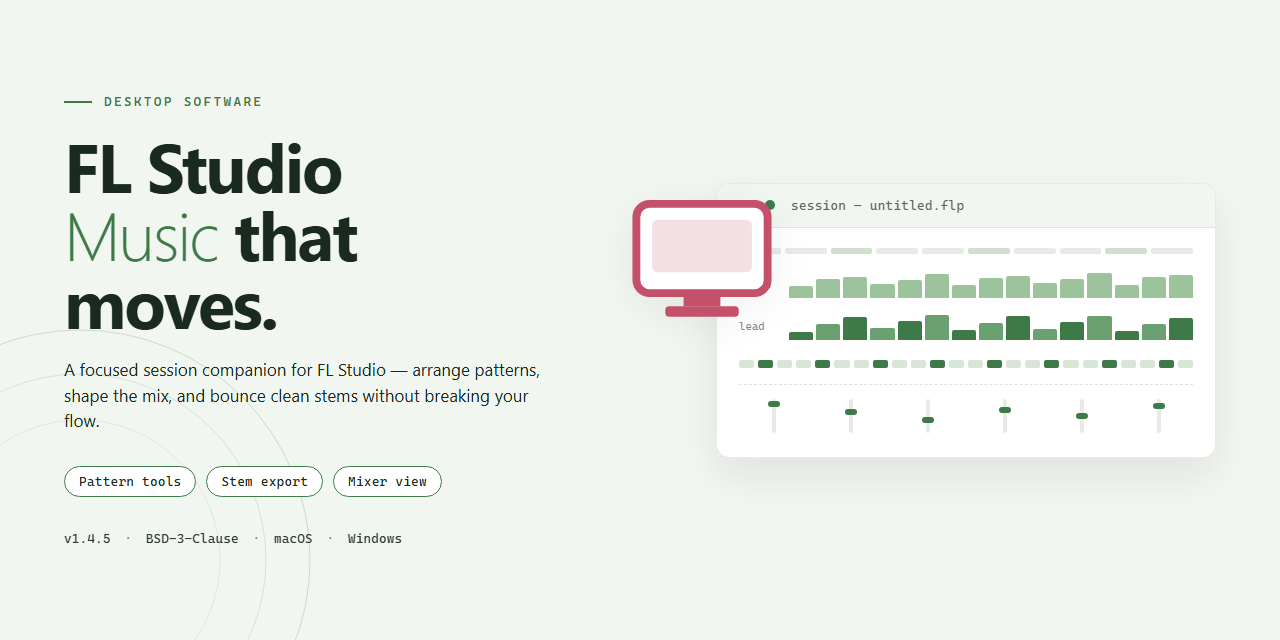 DESKTOP SOFTWARE
FL Studio
Music that
moves.
A focused session companion for FL Studio — arrange patterns,
shape the mix, and bounce clean stems without breaking your
flow.
Pattern tools
Stem export
Mixer view
v1.4.5 · BSD-3-Clause · macOS · Windows
session — untitled.flp
lead